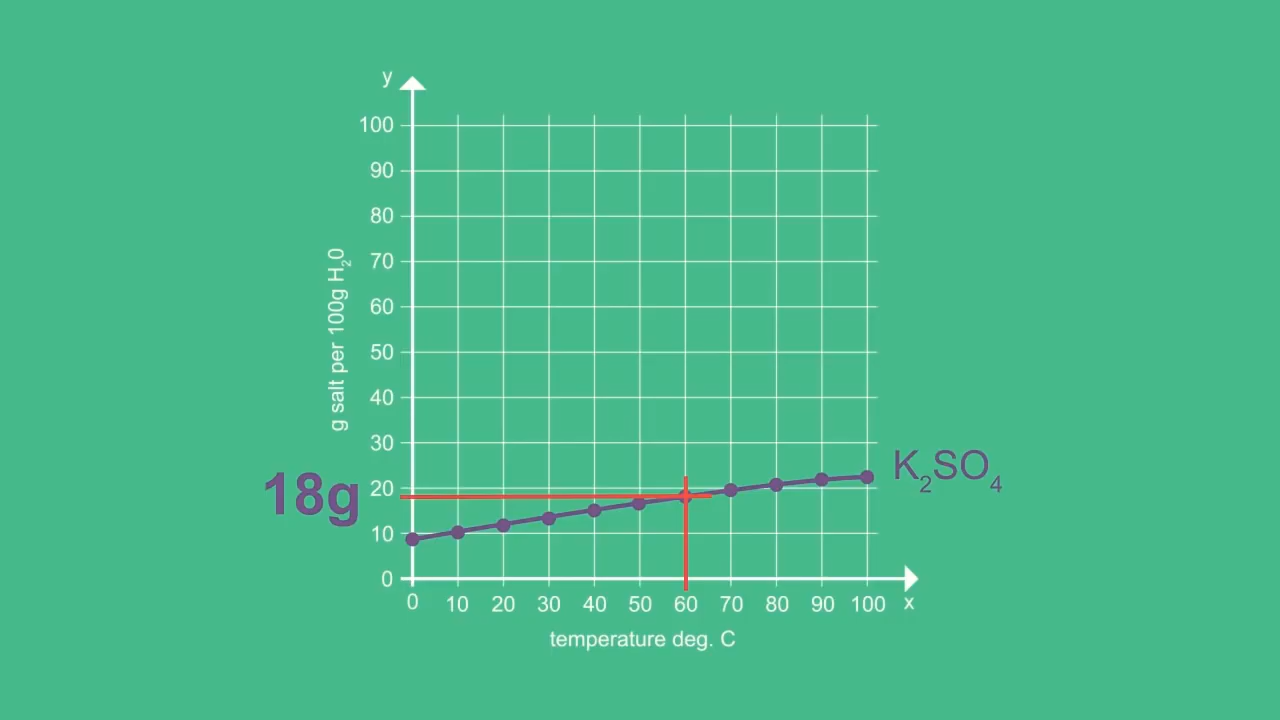 y
100
90
80
70
60
50
40
30
20
10
0
g salt per 100g H₂0
18g
K₂SO₄
0 10 20 30 40 50 60 70 80 90 100 x
temperature deg. C